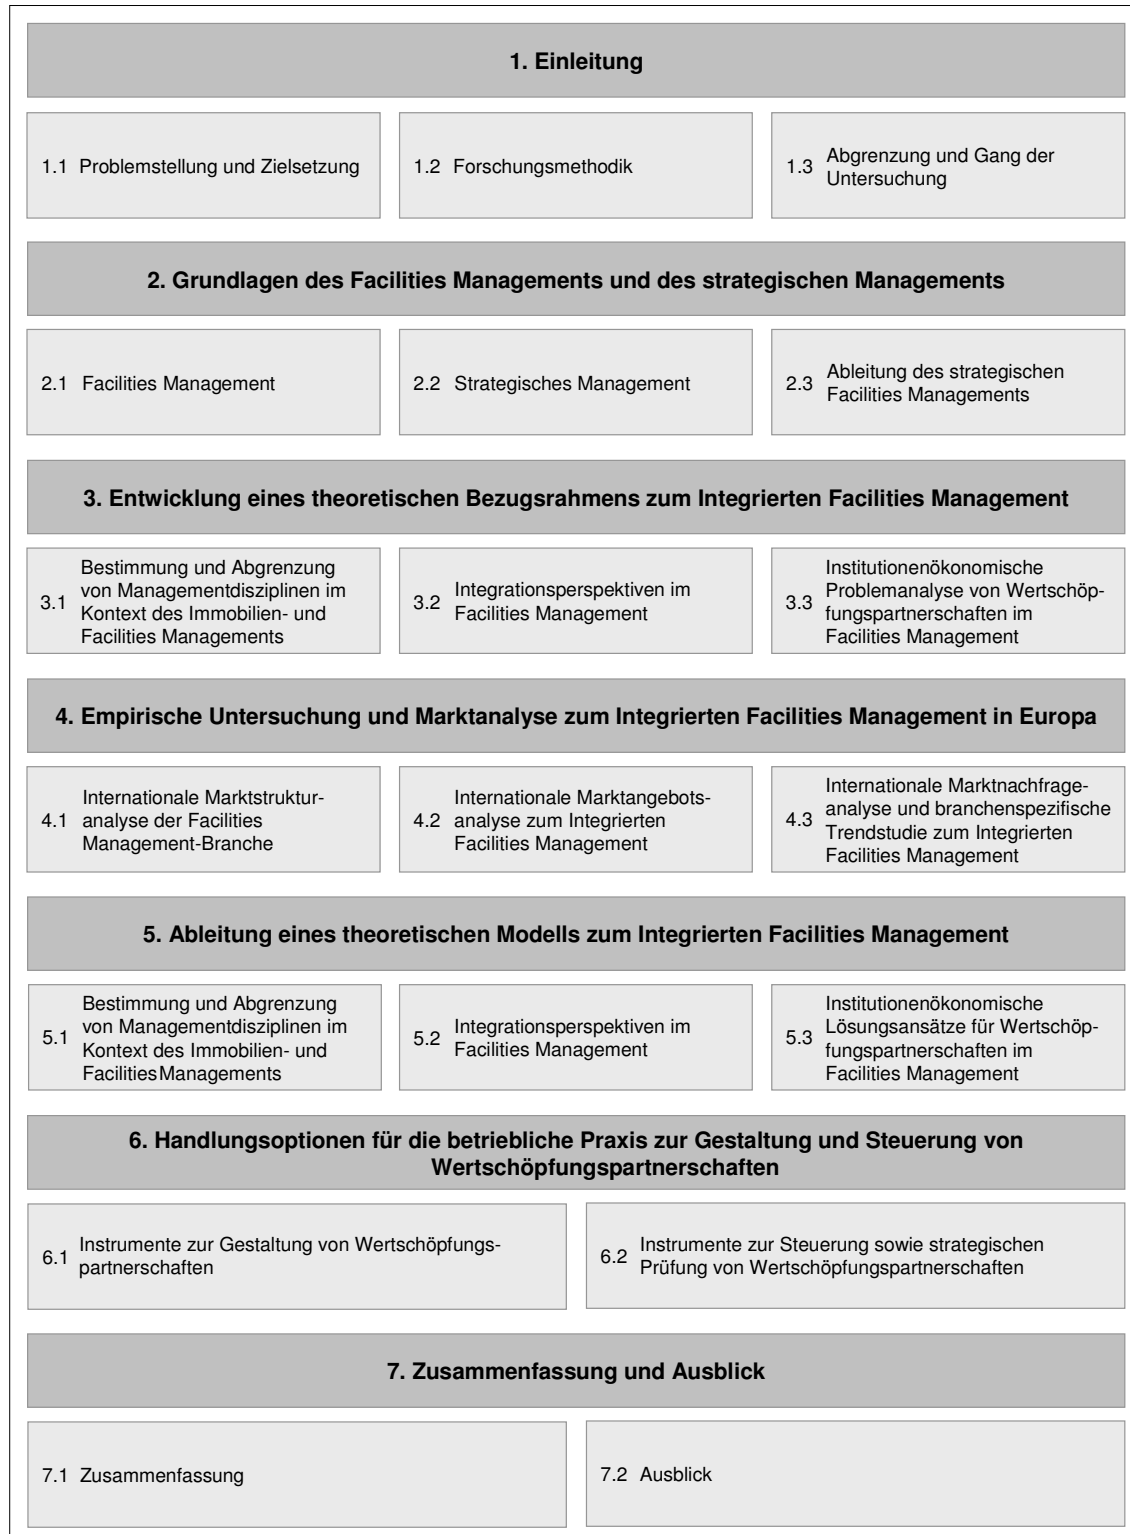 1. Einleitung
1.1 Problemstellung und Zielsetzung
1.2 Forschungsmethodik
1.3 Abgrenzung und Gang der
Untersuchung
2. Grundlagen des Facilities Managements und des strategischen Managements
2.1 Facilities Management
2.2 Strategisches Management
2.3 Ableitung des strategischen
Facilities Managements
3. Entwicklung eines theoretischen Bezugsrahmens zum Integrierten Facilities Management
3.1 Bestimmung und Abgrenzung
von Managementdisziplinen im
Kontext des Immobilien- und
Facilities Managements
3.2 Integrationsperspektiven im
Facilities Management
3.3 Institutionenökonomische
Problemanalyse von Wertschöp-
fungspartnerschaften im
Facilities Management
4. Empirische Untersuchung und Marktanalyse zum Integrierten Facilities Management in Europa
4.1 Internationale Marktstruktur-
analyse der Facilities
Management-Branche
4.2 Internationale Marktangebots-
analyse zum Integrierten
Facilities Management
4.3 Internationale Marktnachfrage-
analyse und branchenspezifische
Trendstudie zum Integrierten
Facilities Management
5. Ableitung eines theoretischen Modells zum Integrierten Facilities Management
5.1 Bestimmung und Abgrenzung
von Managementdisziplinen im
Kontext des Immobilien- und
Facilities Managements
5.2 Integrationsperspektiven im
Facilities Management
5.3 Institutionenökonomische
Lösungsansätze für Wertschöp-
fungspartnerschaften im
Facilities Management
6. Handlungsoptionen für die betriebliche Praxis zur Gestaltung und Steuerung von
Wertschöpfungspartnerschaften
6.1 Instrumente zur Gestaltung von Wertschöpfungs-
partnerschaften
6.2 Instrumente zur Steuerung sowie strategischen
Prüfung von Wertschöpfungspartnerschaften
7. Zusammenfassung und Ausblick
7.1 Zusammenfassung
7.2 Ausblick